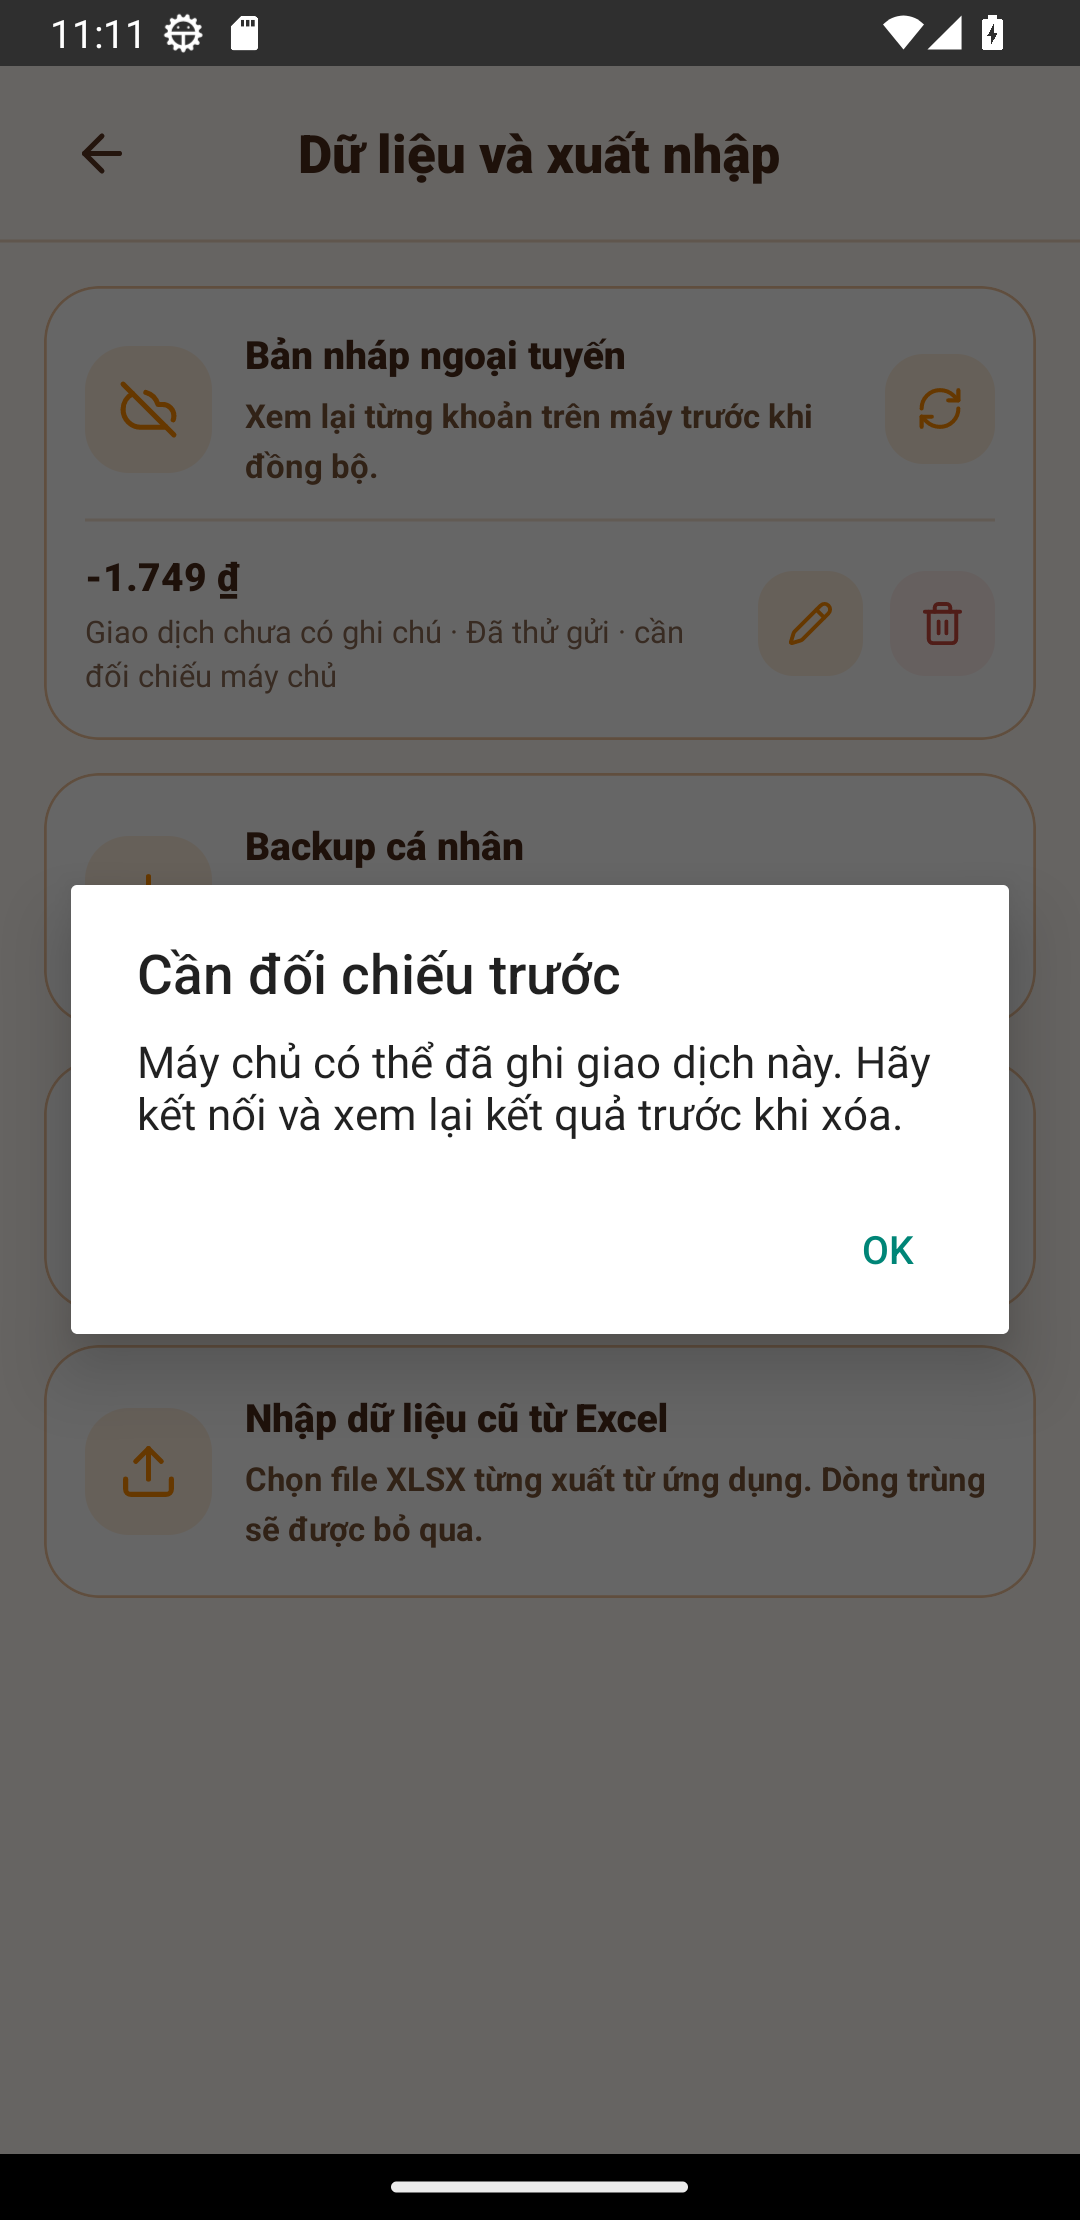 11:11
Dữ liệu và xuất nhập
Bản nháp ngoại tuyến
Xem lại từng khoản trên máy trước khi
đồng bộ.
-1.749 ₫
Giao dịch chưa có ghi chú · Đã thử gửi · cần
đối chiếu máy chủ
Backup cá nhân
Cần đối chiếu trước
Máy chủ có thể đã ghi giao dịch này. Hãy
kết nối và xem lại kết quả trước khi xóa.
OK
Nhập dữ liệu cũ từ Excel
Chọn file XLSX từng xuất từ ứng dụng. Dòng trùng
sẽ được bỏ qua.